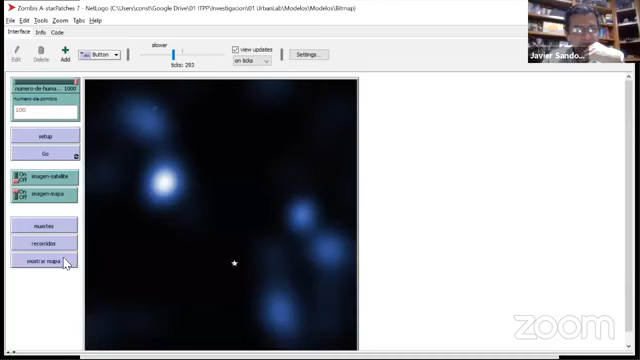 Zombis A-starPatches 7 - NetLogo {C:\Users\const\Google Drive\01 ITPP\Investigacion\01 UrbanLab\Modelos\Modelos\Bitmap}
File Edit Tools Zoom Tabs Help
Interface Info Code
Edit Delete Add
Button
slower
ticks: 293
view updates
on ticks
Settings...
Javier Sando...
numero-de-huma... 1000
numero-de-zombis
100
setup
Go
On
Off
imagen-satelite
On
Off
imagen-mapa
muertes
recorridos
mostrar mapa
zoom